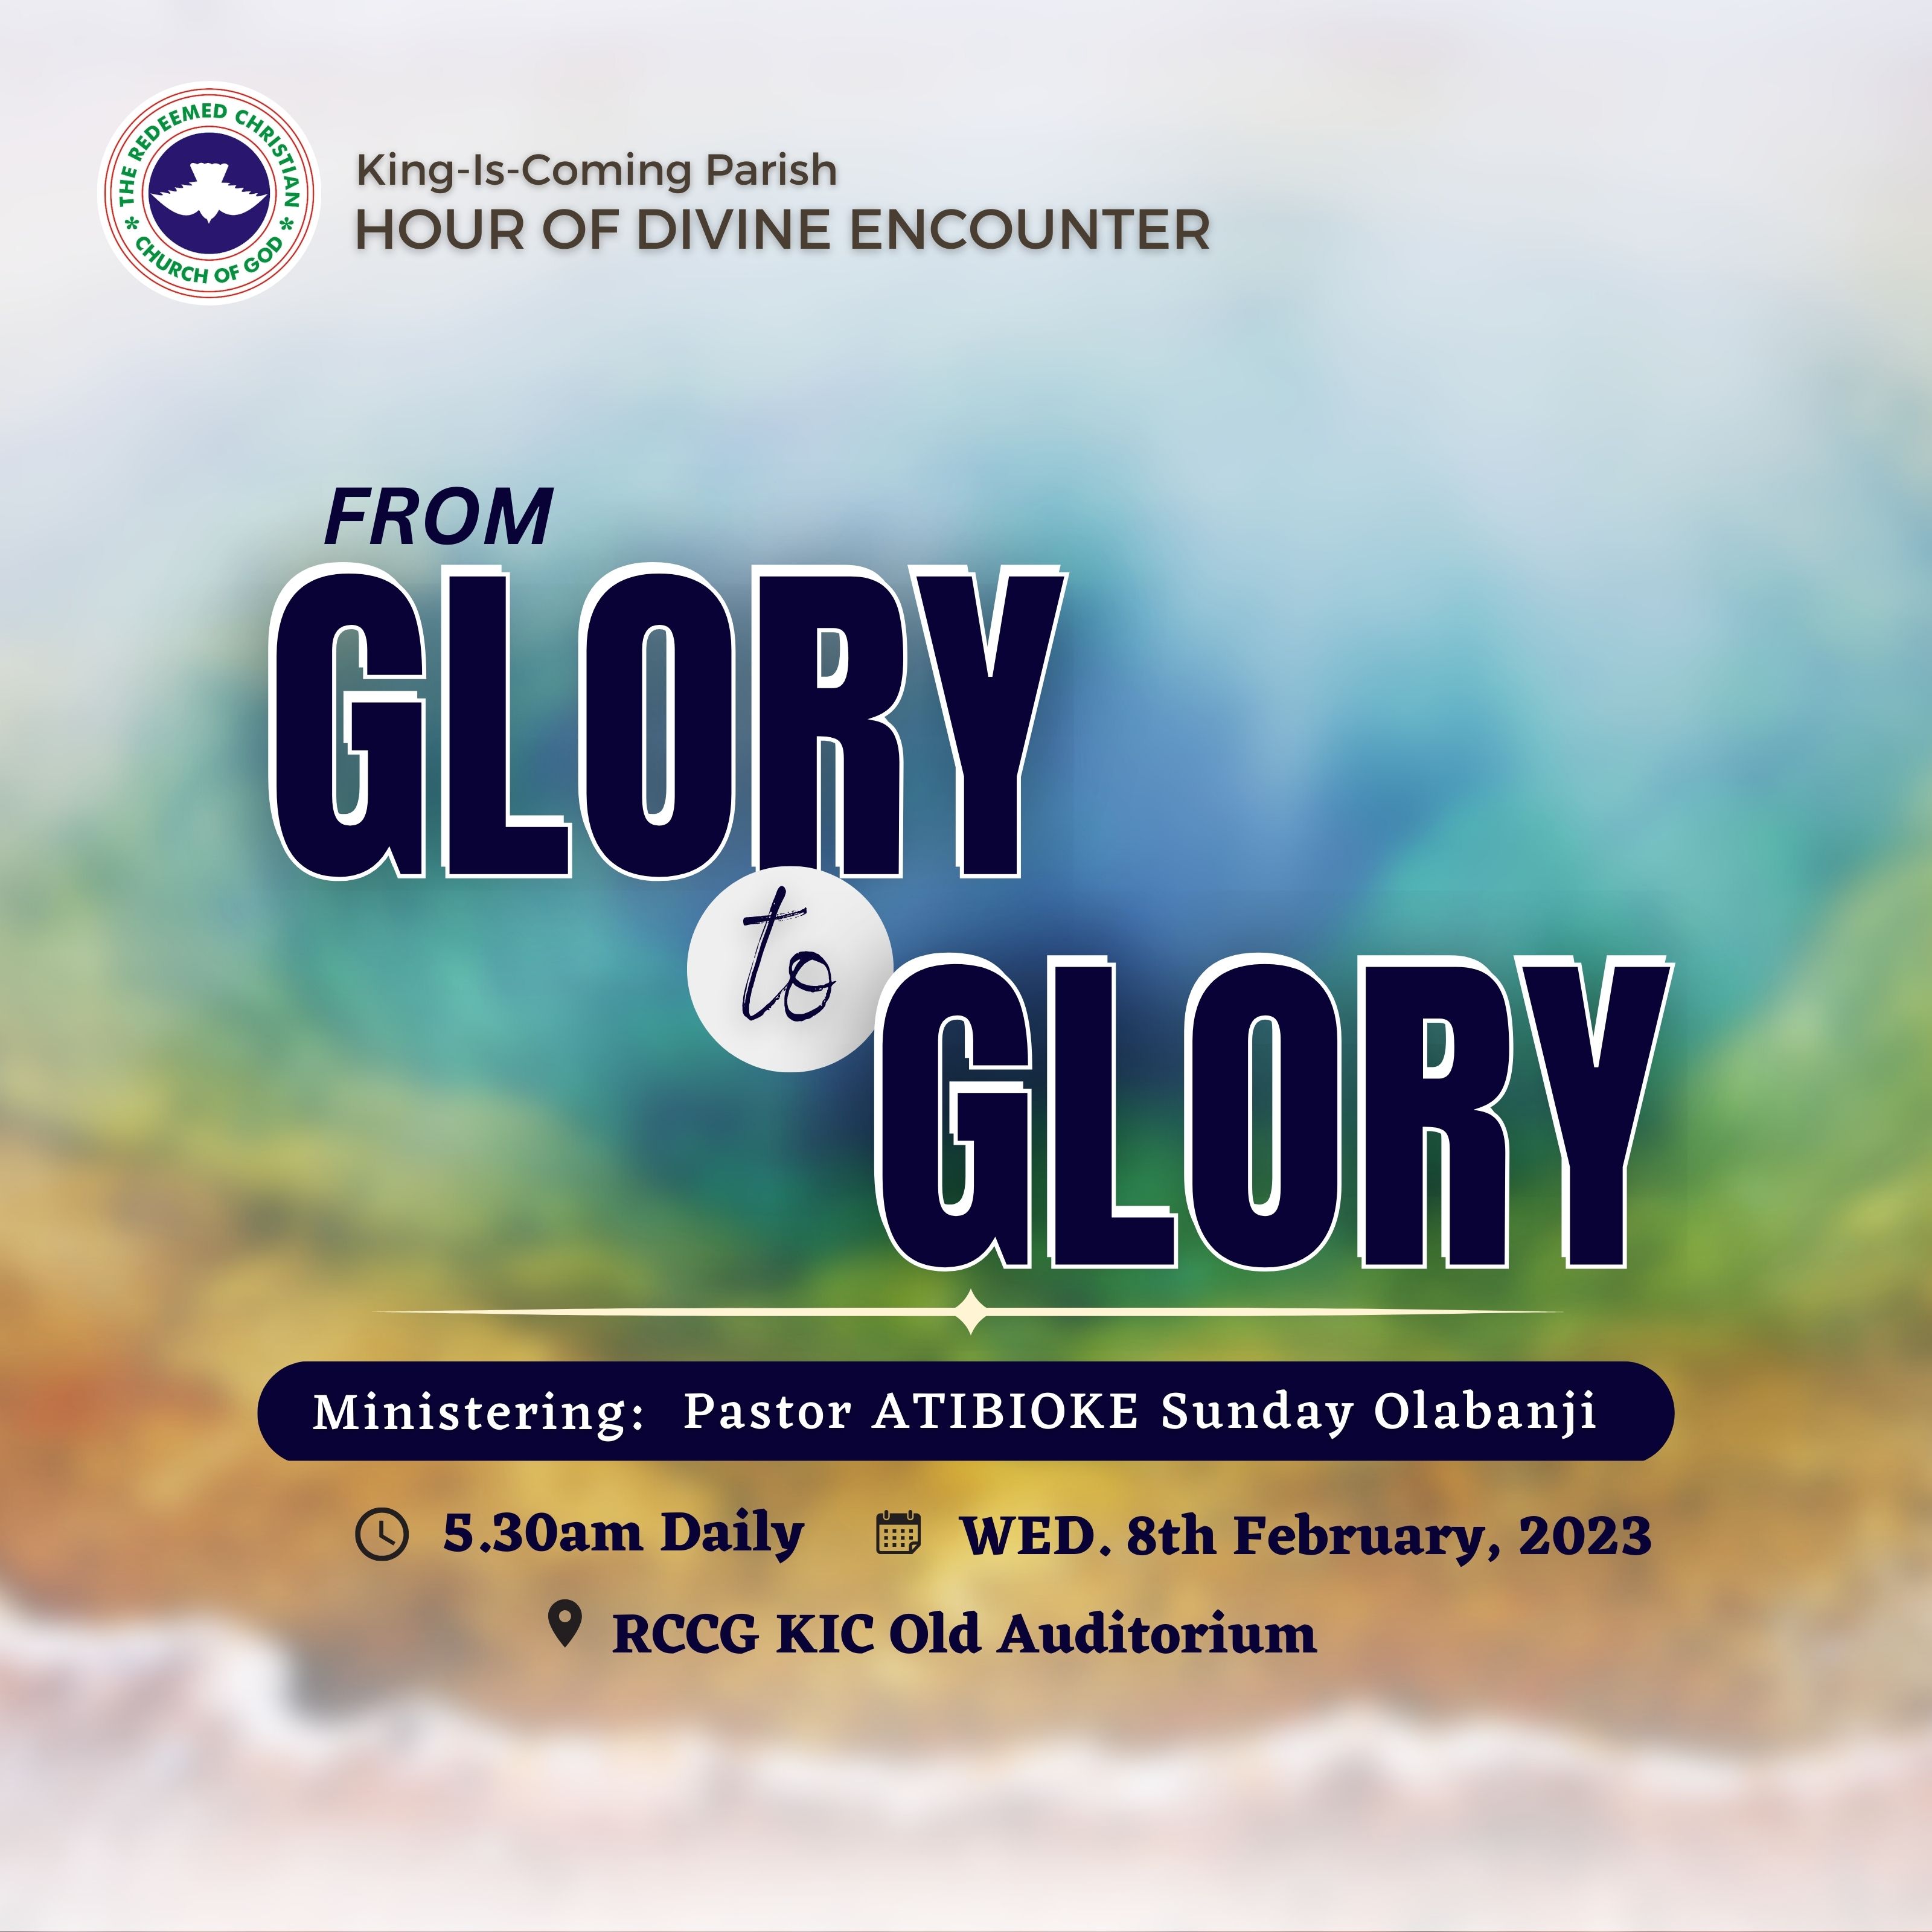 THE REDEEMED CHRISTIAN
CHURCH OF GOD
King-Is-Coming Parish
HOUR OF DIVINE ENCOUNTER
FROM
GLORY
to
GLORY
Ministering: Pastor ATIBIOKE Sunday Olabanji
5.30am Daily WED. 8th February, 2023
RCCG KIC Old Auditorium